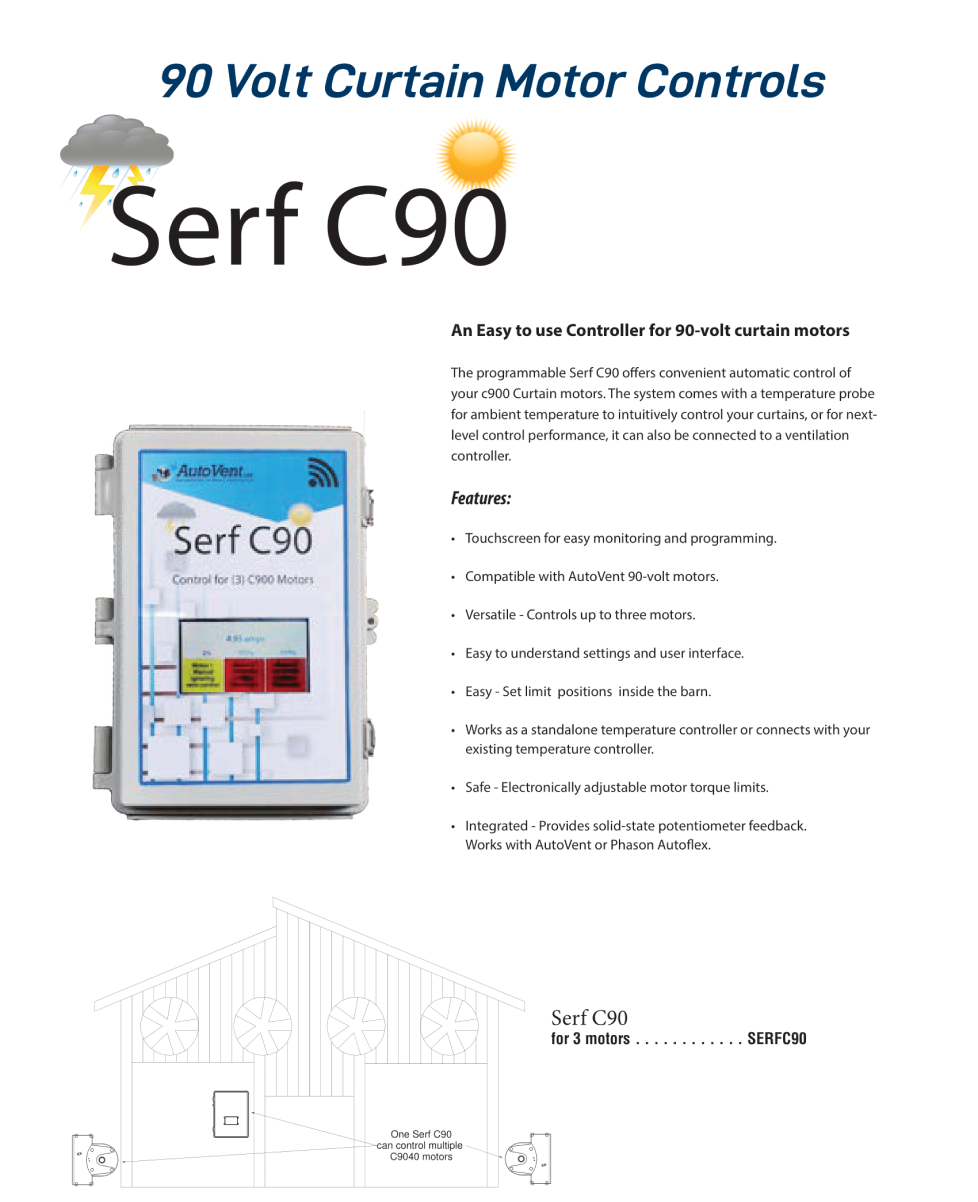 90 Volt Curtain Motor Controls
Serf C90
An Easy to use Controller for 90-volt curtain motors
The programmable Serf C90 offers convenient automatic control of
your c900 Curtain motors. The system comes with a temperature probe
for ambient temperature to intuitively control your curtains, or for next-
level control performance, it can also be connected to a ventilation
controller.
Features:
• Touchscreen for easy monitoring and programming.
• Compatible with AutoVent 90-volt motors.
• Versatile - Controls up to three motors.
• Easy to understand settings and user interface.
• Easy - Set limit positions inside the barn.
• Works as a standalone temperature controller or connects with your
existing temperature controller.
• Safe - Electronically adjustable motor torque limits.
• Integrated - Provides solid-state potentiometer feedback.
Works with AutoVent or Phason Autoflex.
AutoVent
Serf C90
Control for (3) C900 Motors
4.93 amps
Motor 1
Manual
Ignoring
Serf C90
for 3 motors . . . . . . . . . . . . SERFC90
One Serf C90
can control multiple
C9040 motors